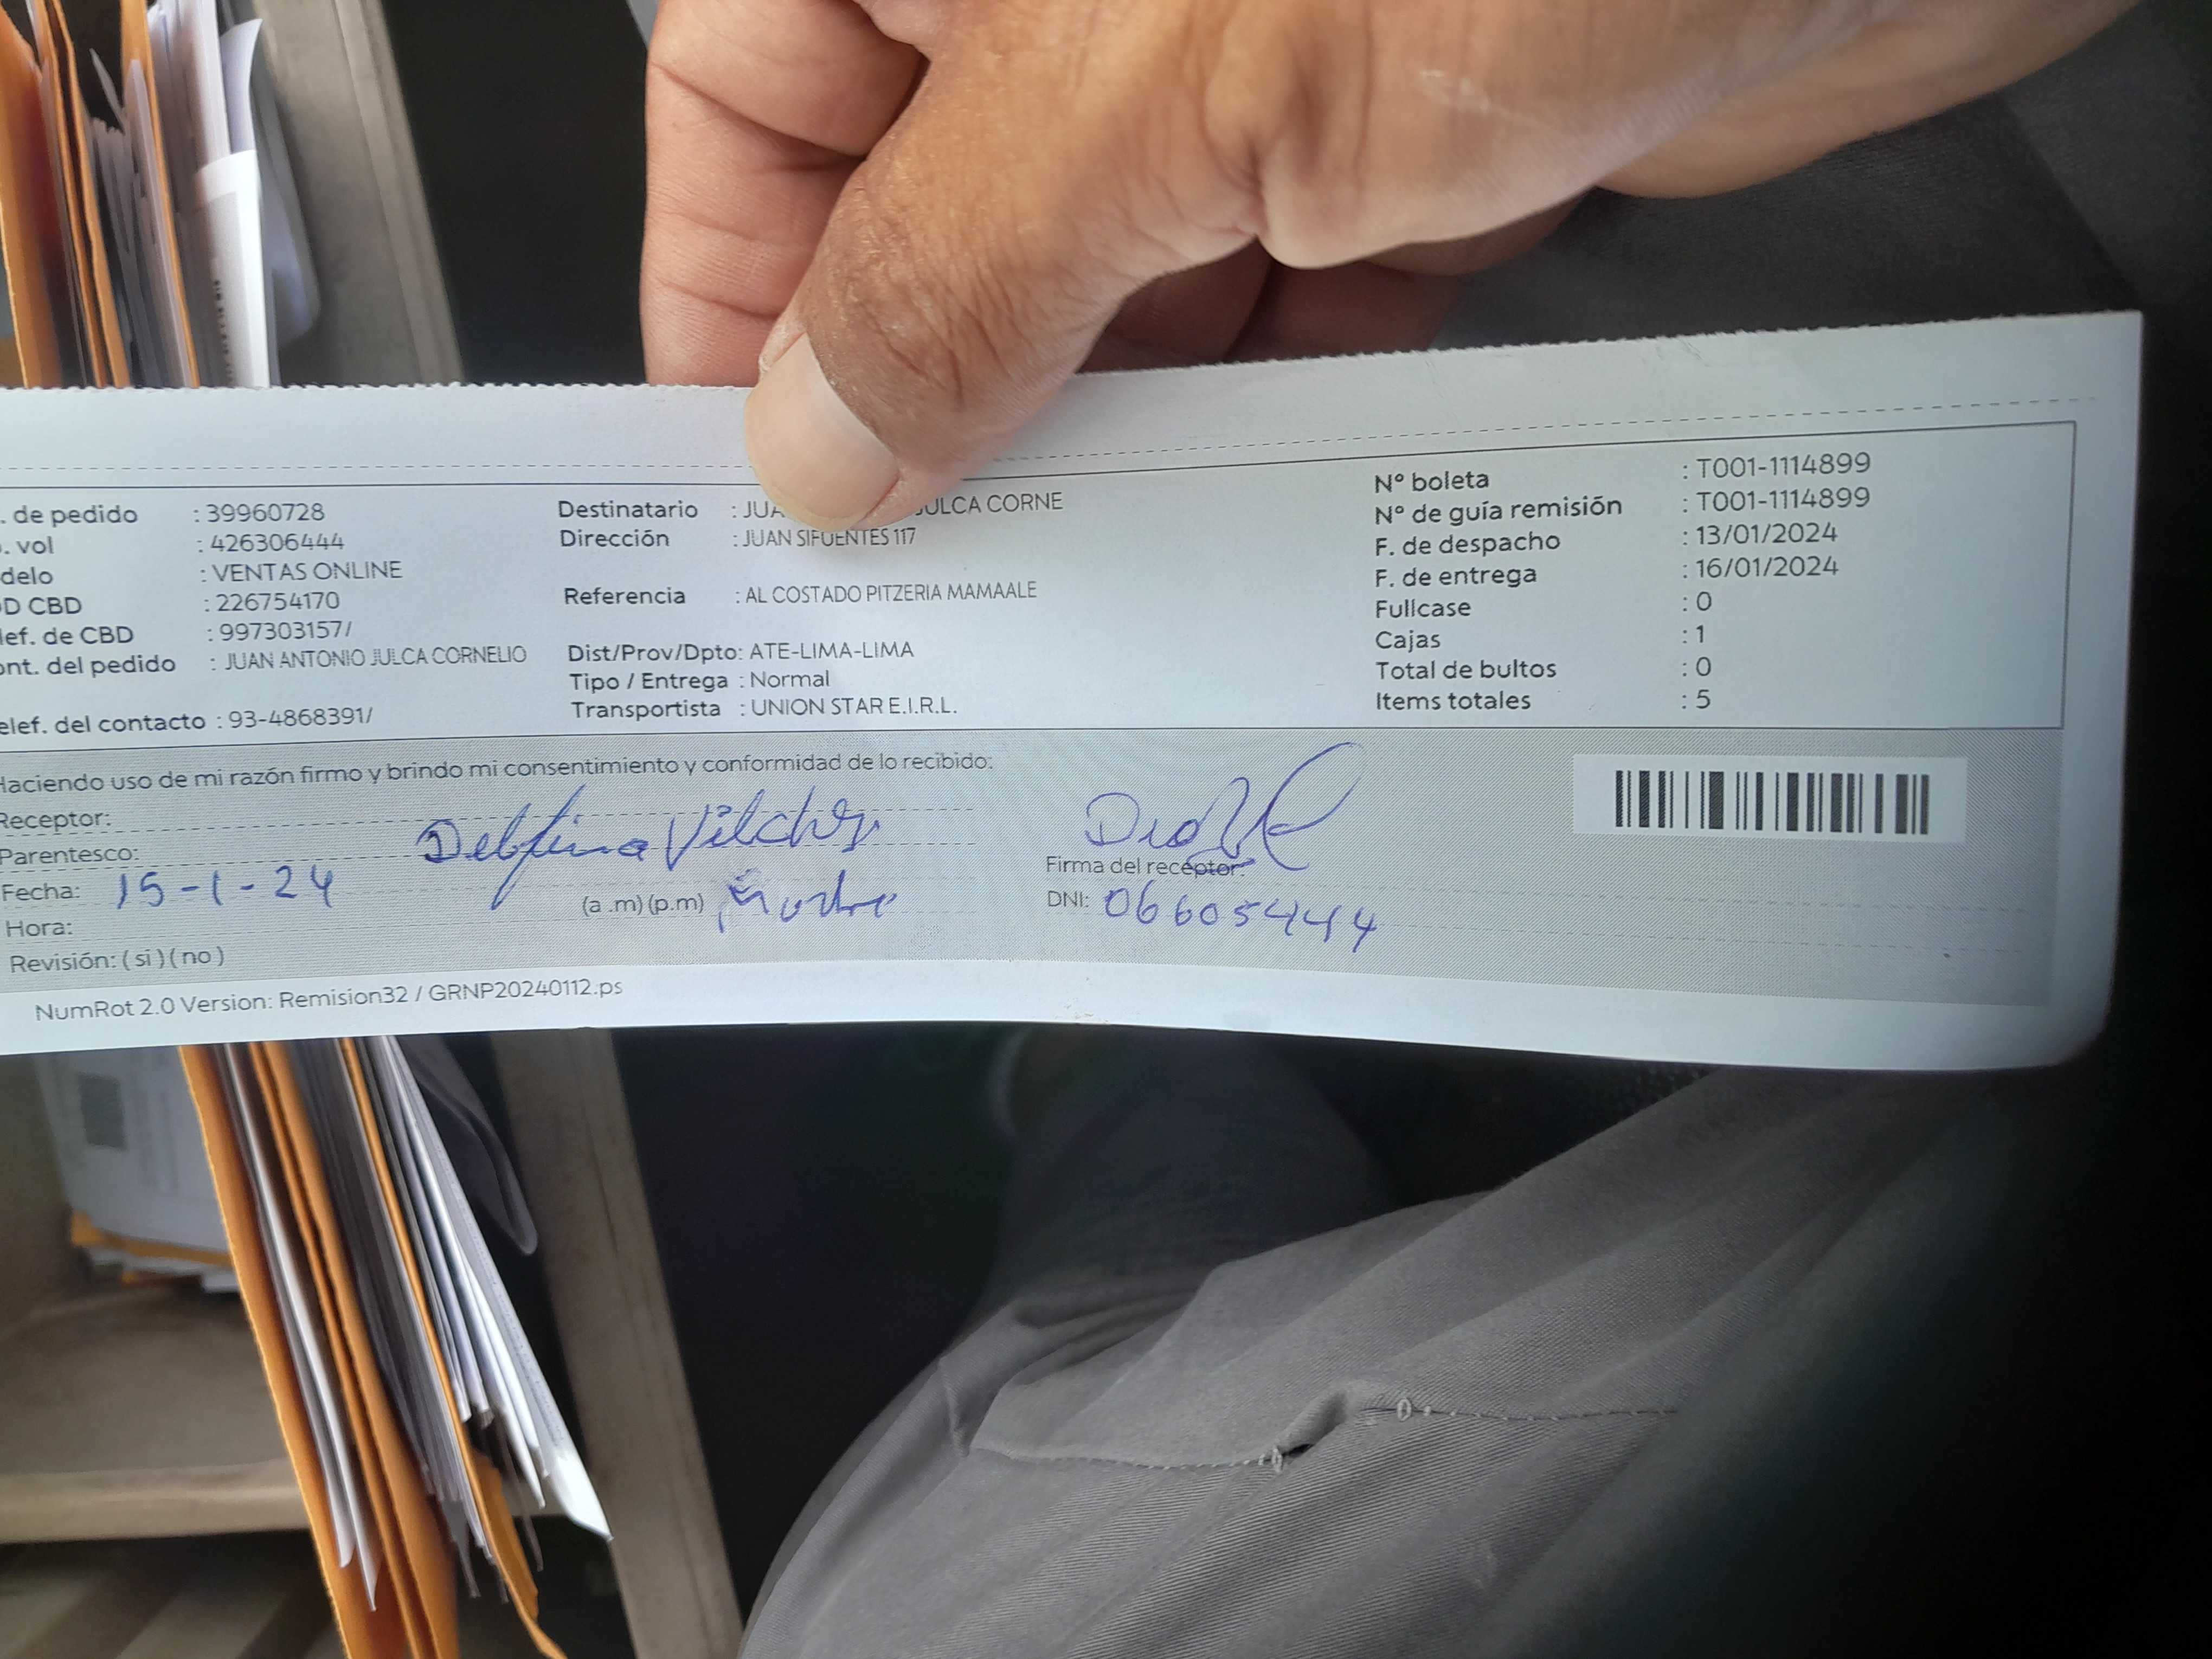 . de pedido : 39960728
. vol : 426306444
delo : VENTAS ONLINE
D CBD : 226754170
lef. de CBD : 997303157/
ont. del pedido : JUAN ANTONIO JULCA CORNELIO
elef. del contacto : 93-4868391/
Destinatario : JUA ULCA CORNE
Dirección : JUAN SIFUENTES 117
Referencia : AL COSTADO PITZERIA MAMAALE
Dist/Prov/Dpto: ATE-LIMA-LIMA
Tipo / Entrega : Normal
Transportista : UNION STAR E.I.R.L.
Nº boleta : T001-1114899
Nº de guía remisión : T001-1114899
F. de despacho : 13/01/2024
F. de entrega : 16/01/2024
Fullcase : 0
Cajas : 1
Total de bultos : 0
Items totales : 5
Haciendo uso de mi razón firmo y brindo mi consentimiento y conformidad de lo recibido:
Receptor:
Parentesco: Delfina Vilchez
Fecha: 15-1-24
(a .m) (p.m)
Hora:
Revisión: ( si ) ( no )
Firma del receptor:
DNI: 066054444
NumRot 2.0 Version: Remision32 / GRNP20240112.ps